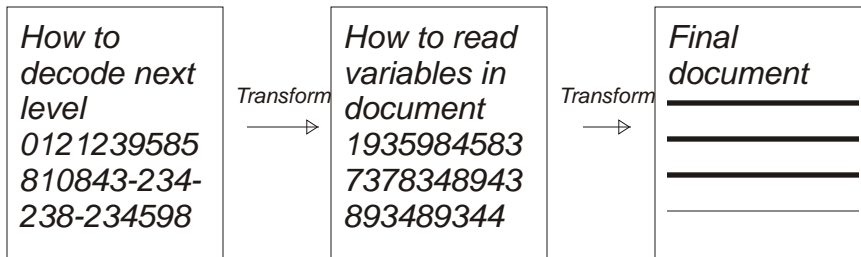 How to
decode next
level
0121239585
810843-234-
238-234598
Transform
How to read
variables in
document
1935984583
7378348943
893489344
Transform
Final
document